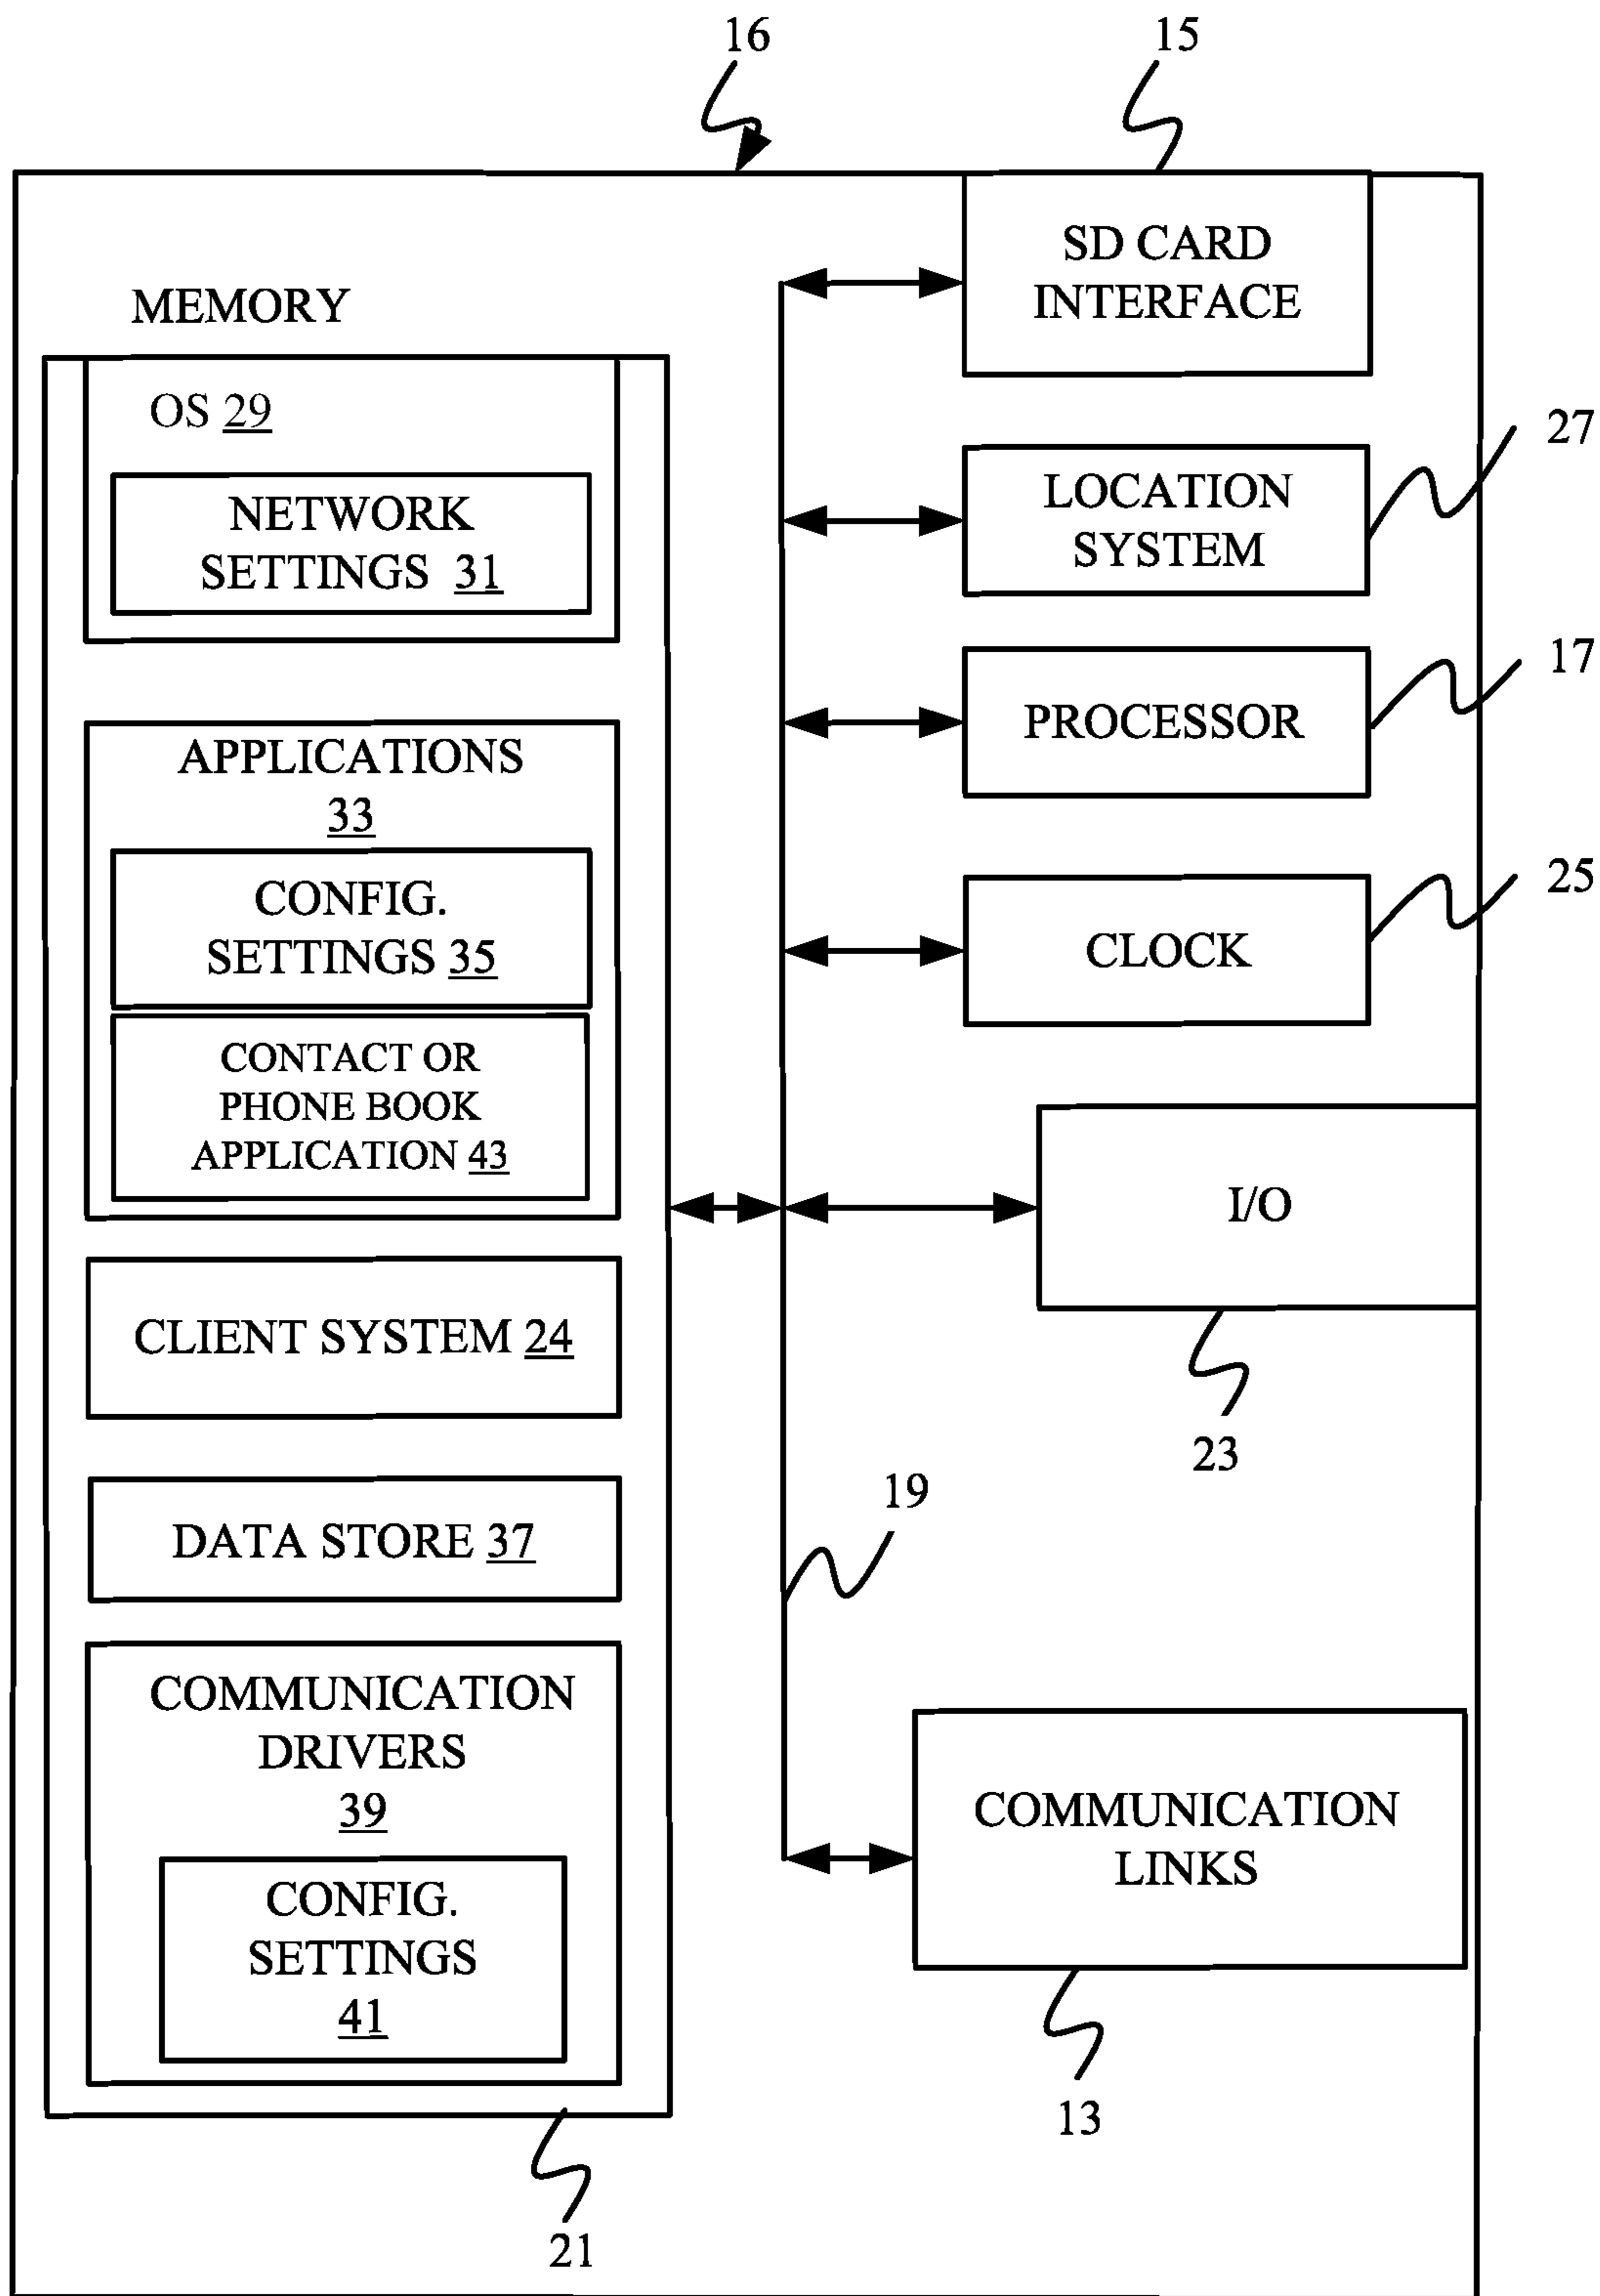 16
15
SD CARD
INTERFACE
MEMORY
OS 29
NETWORK
SETTINGS 31
27
LOCATION
SYSTEM
17
PROCESSOR
APPLICATIONS
33
CONFIG.
SETTINGS 35
25
CLOCK
CONTACT OR
PHONE BOOK
APPLICATION 43
I/O
CLIENT SYSTEM 24
23
19
DATA STORE 37
COMMUNICATION
DRIVERS
39
CONFIG.
SETTINGS
41
COMMUNICATION
LINKS
13
21